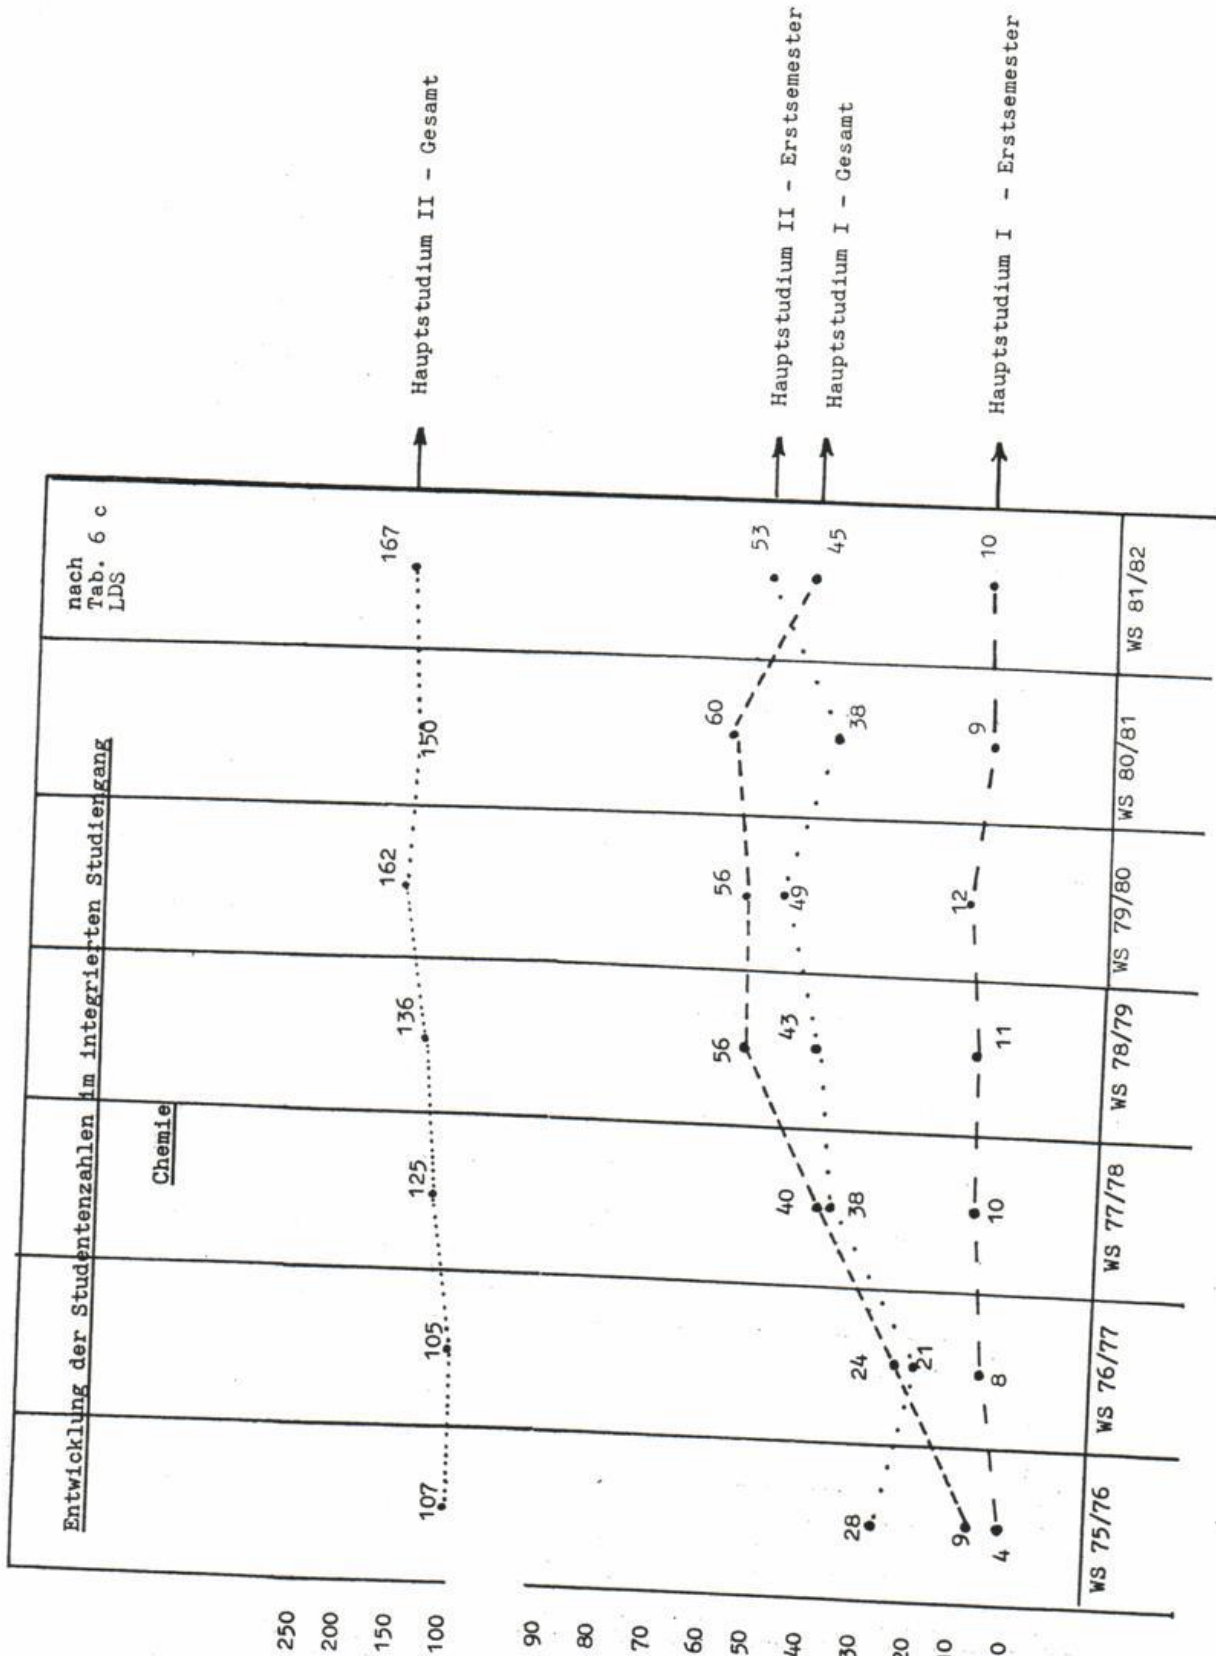 Entwicklung der Studentenzahlen im integrierten Studiengang
nach
Tab. 6 c
LDS
Chemie
250
200
150
100
90
80
70
60
50
40
30
20
10
0
107
105
125
136
162
150
167
Hauptstudium II - Gesamt
60
56
56
40
24
9
53
Hauptstudium II - Erstsemester
28
21
38
43
49
38
45
Hauptstudium I - Gesamt
4
8
10
11
12
9
10
Hauptstudium I - Erstsemester
WS 75/76
WS 76/77
WS 77/78
WS 78/79
WS 79/80
WS 80/81
WS 81/82